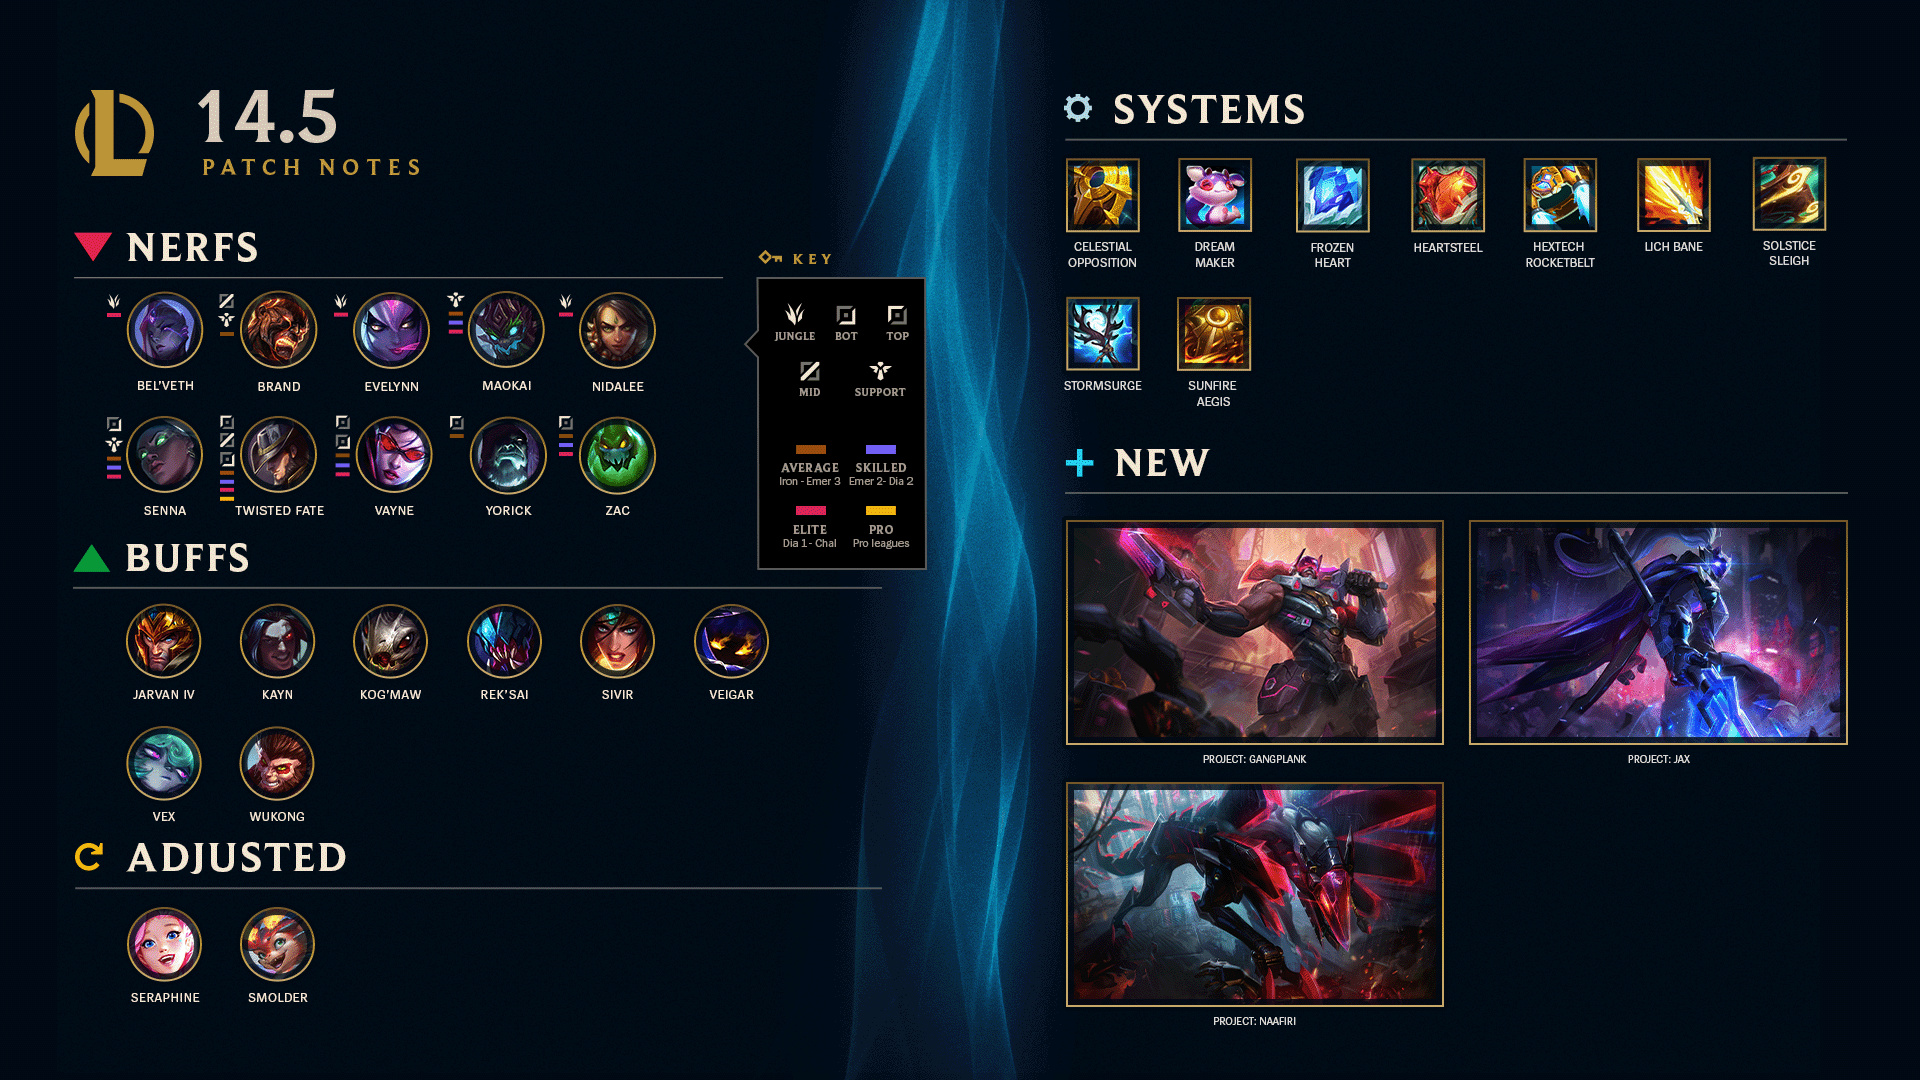 14.5
PATCH NOTES
NERFS
BEL'VETH
BRAND
EVELYNN
MAOKAI
NIDALEE
SENNA
TWISTED FATE
VAYNE
YORICK
ZAC
KEY
JUNGLE
BOT
TOP
MID
SUPPORT
AVERAGE
Iron - Emer 3
SKILLED
Emer 2- Dia 2
ELITE
Dia 1 - Chal
PRO
Pro leagues
BUFFS
JARVAN IV
KAYN
KOG'MAW
REK'SAI
SIVIR
VEIGAR
VEX
WUKONG
ADJUSTED
SERAPHINE
SMOLDER
SYSTEMS
CELESTIAL
OPPOSITION
DREAM
MAKER
FROZEN
HEART
HEARTSTEEL
HEXTECH
ROCKETBELT
LICH BANE
SOLSTICE
SLEIGH
STORMSURGE
SUNFIRE
AEGIS
NEW
PROJECT: GANGPLANK
PROJECT: JAX
PROJECT: NAAFIRI